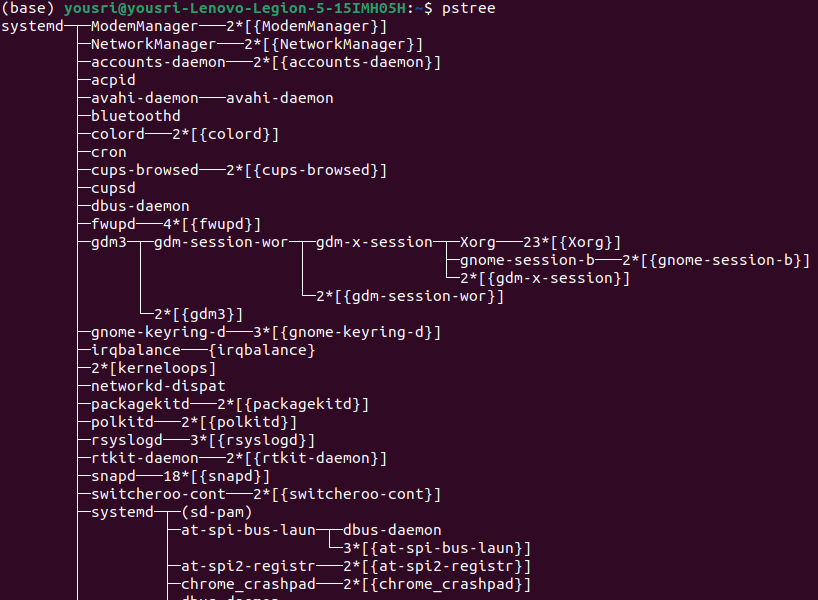 (base) yousri@yousri-Lenovo-Legion-5-15IMH05H:~$ pstree
systemd─┬─ModemManager───2*[{ModemManager}]
        ├─NetworkManager───2*[{NetworkManager}]
        ├─accounts-daemon───2*[{accounts-daemon}]
        ├─acpid
        ├─avahi-daemon───avahi-daemon
        ├─bluetoothd
        ├─colord───2*[{colord}]
        ├─cron
        ├─cups-browsed───2*[{cups-browsed}]
        ├─cupsd
        ├─dbus-daemon
        ├─fwupd───4*[{fwupd}]
        ├─gdm3─┬─gdm-session-wor─┬─gdm-x-session─┬─Xorg───23*[{Xorg}]
        │      │                 │               ├─gnome-session-b───2*[{gnome-session-b}]
        │      │                 │               └─2*[{gdm-x-session}]
        │      │                 └─2*[{gdm-session-wor}]
        │      └─2*[{gdm3}]
        ├─gnome-keyring-d───3*[{gnome-keyring-d}]
        ├─irqbalance───{irqbalance}
        ├─2*[kerneloops]
        ├─networkd-dispat
        ├─packagekitd───2*[{packagekitd}]
        ├─polkitd───2*[{polkitd}]
        ├─rsyslogd───3*[{rsyslogd}]
        ├─rtkit-daemon───2*[{rtkit-daemon}]
        ├─snapd───18*[{snapd}]
        ├─switcheroo-cont───2*[{switcheroo-cont}]
        ├─systemd─┬─(sd-pam)
        │         ├─at-spi-bus-laun─┬─dbus-daemon
        │         │                 └─3*[{at-spi-bus-laun}]
        │         ├─at-spi2-registr───2*[{at-spi2-registr}]
        │         ├─chrome_crashpad───2*[{chrome_crashpad}]